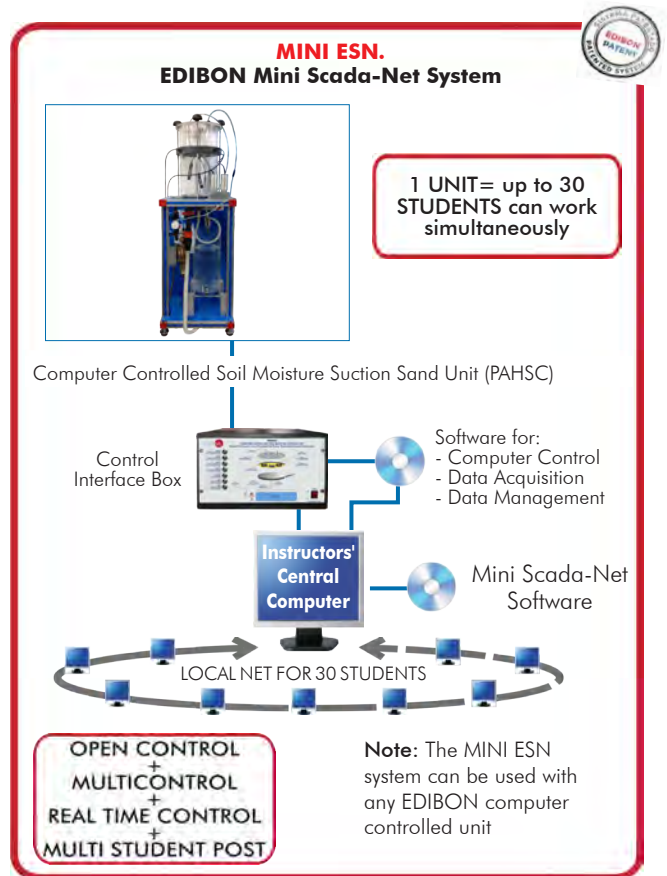 MINI ESN.
EDIBON Mini Scada-Net System
EDIBON
PATENT
PATENTED SYSTEM
1 UNIT= up to 30
STUDENTS can work
simultaneously
Computer Controlled Soil Moisture Suction Sand Unit (PAHSC)
Control
Interface Box
Software for:
- Computer Control
- Data Acquisition
- Data Management
Instructors'
Central
Computer
Mini Scada-Net
Software
LOCAL NET FOR 30 STUDENTS
OPEN CONTROL
+
MULTICONTROL
+
REAL TIME CONTROL
+
MULTI STUDENT POST
Note: The MINI ESN
system can be used with
any EDIBON computer
controlled unit